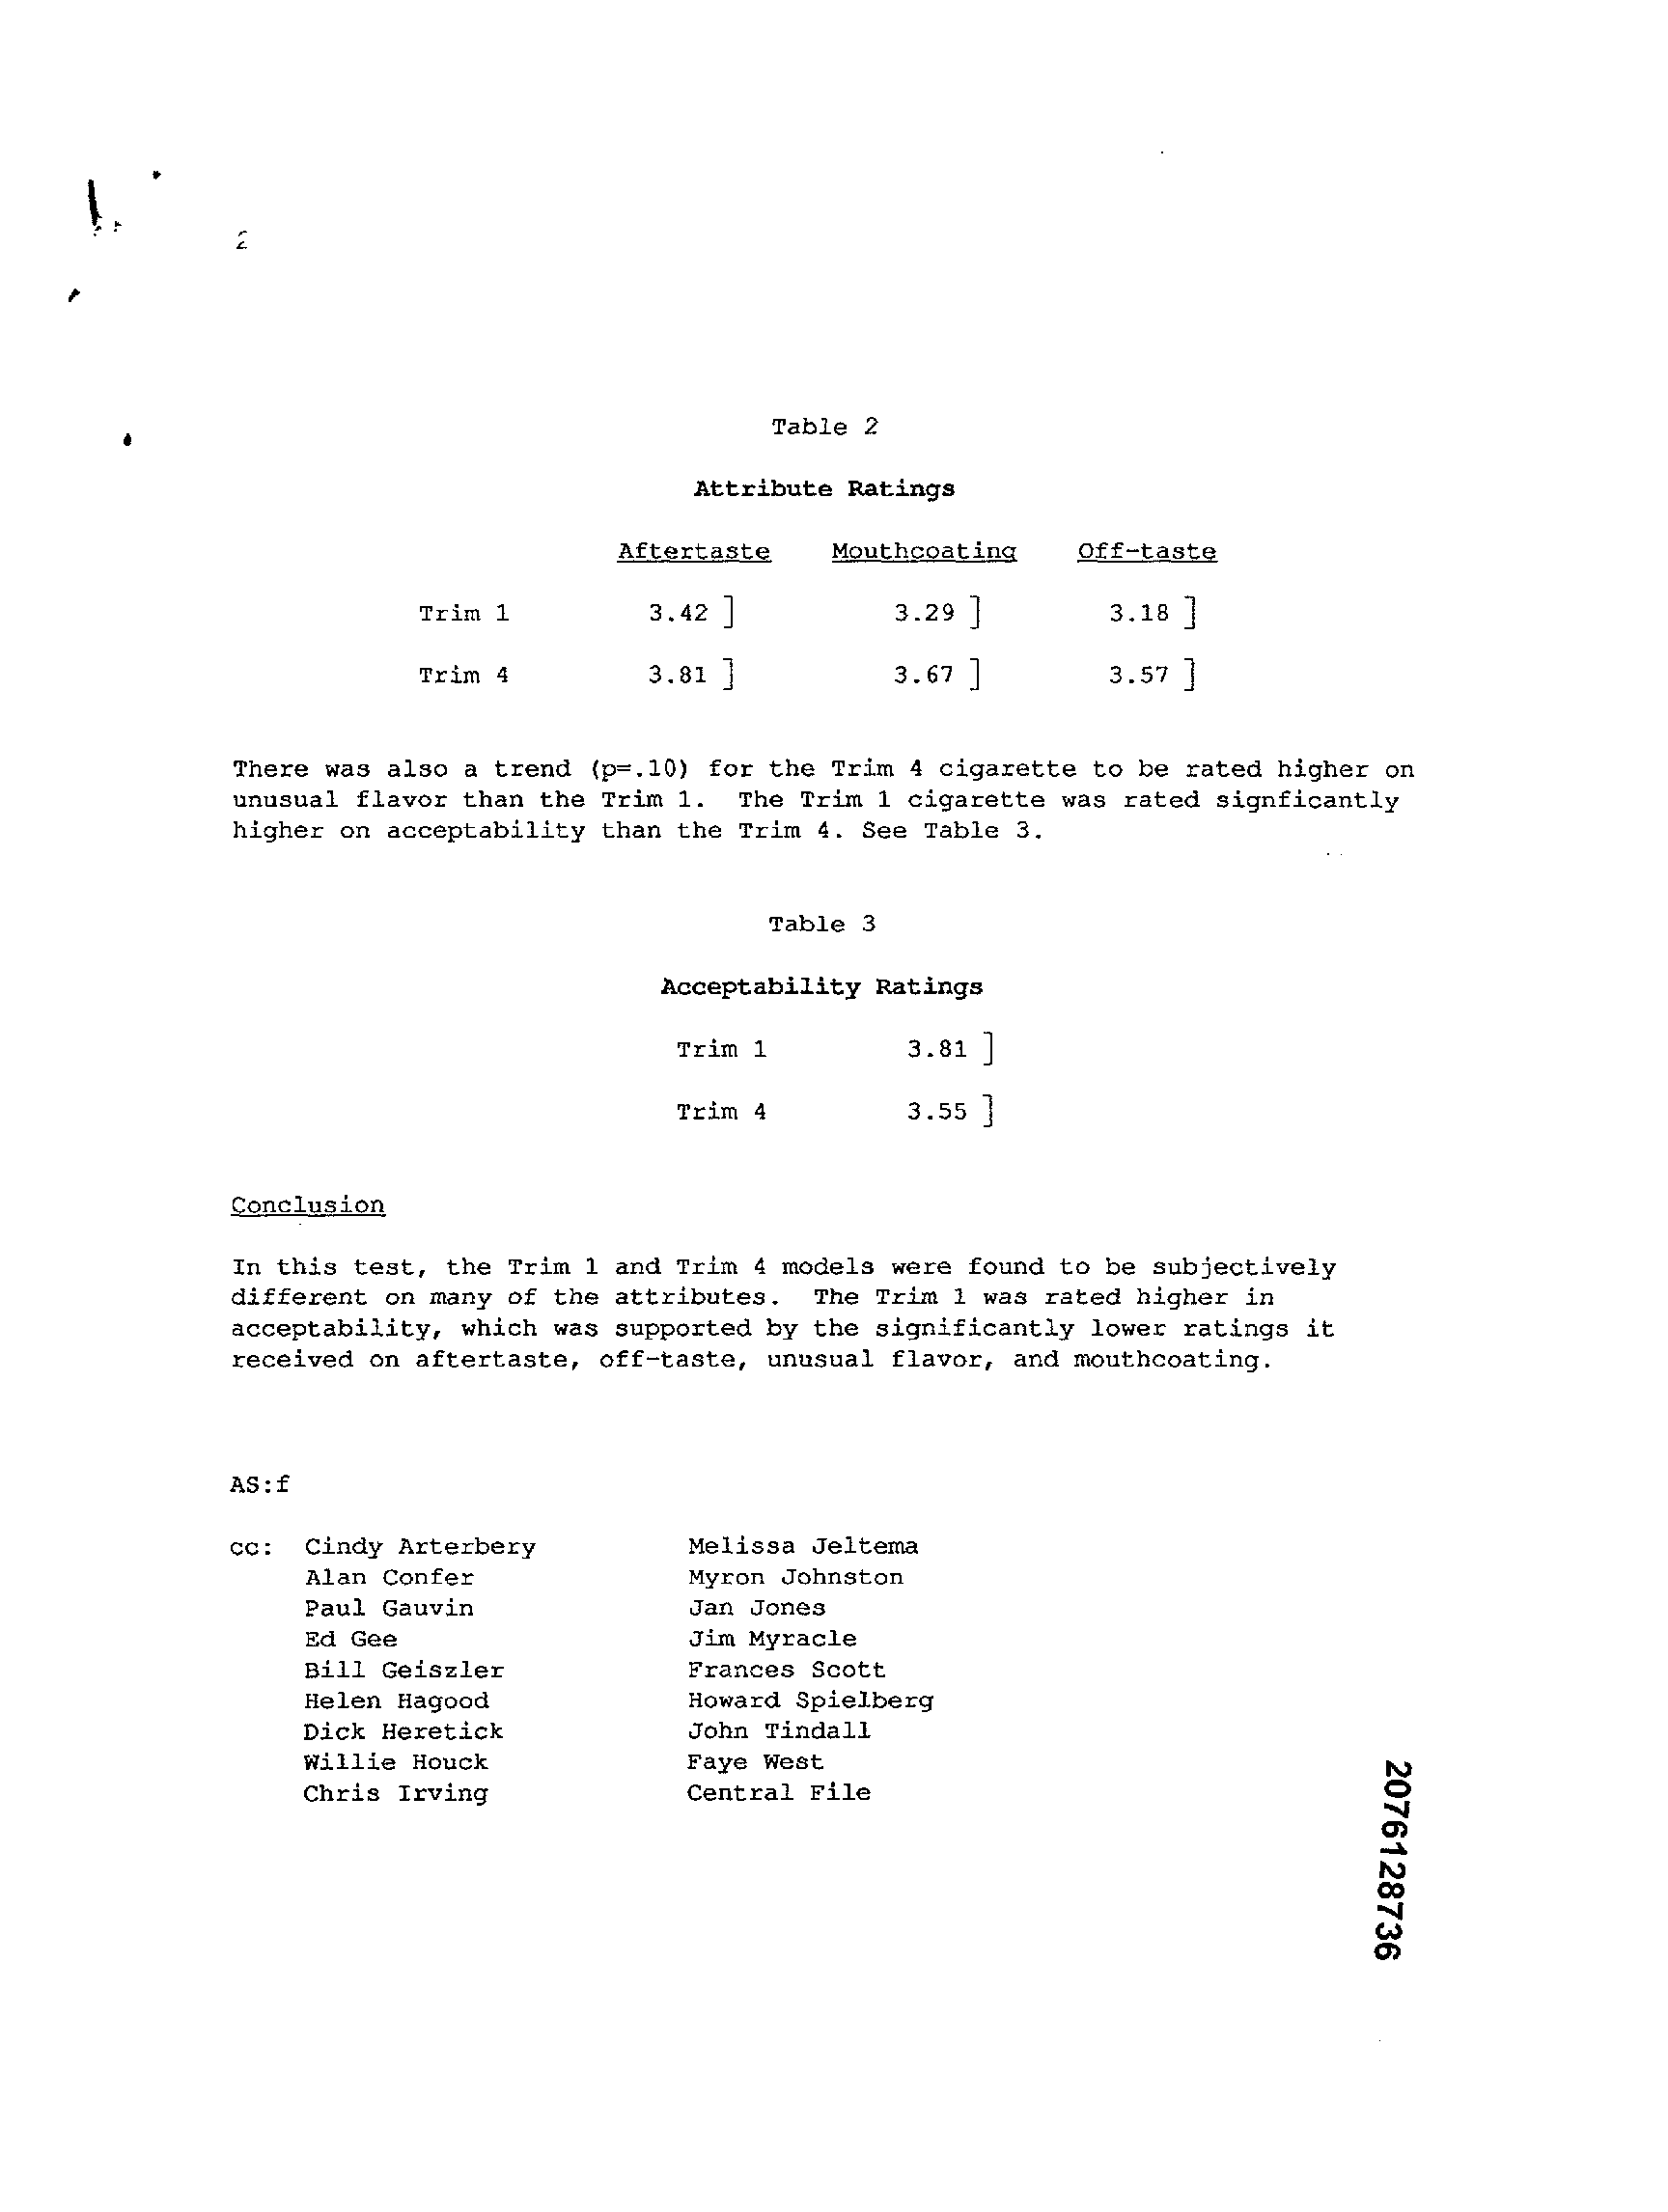 2
Table 2
Attribute Ratings
Aftertaste Mouthcoating Off-taste
Trim 1 3.42 ] 3.29 ] 3.18 ]
Trim 4 3.81 ] 3.67 ] 3.57 ]
There was also a trend (p=.10) for the Trim 4 cigarette to be rated higher on
unusual flavor than the Trim 1. The Trim 1 cigarette was rated signficantly
higher on acceptability than the Trim 4. See Table 3.
Table 3
Acceptability Ratings
Trim 1 3.81 ]
Trim 4 3.55 ]
Conclusion
In this test, the Trim 1 and Trim 4 models were found to be subjectively
different on many of the attributes. The Trim 1 was rated higher in
acceptability, which was supported by the significantly lower ratings it
received on aftertaste, off-taste, unusual flavor, and mouthcoating.
AS:f
cc: Cindy Arterbery Melissa Jeltema
Alan Confer Myron Johnston
Paul Gauvin Jan Jones
Ed Gee Jim Myracle
Bill Geiszler Frances Scott
Helen Hagood Howard Spielberg
Dick Heretick John Tindall
Willie Houck Faye West
Chris Irving Central File
2076128736